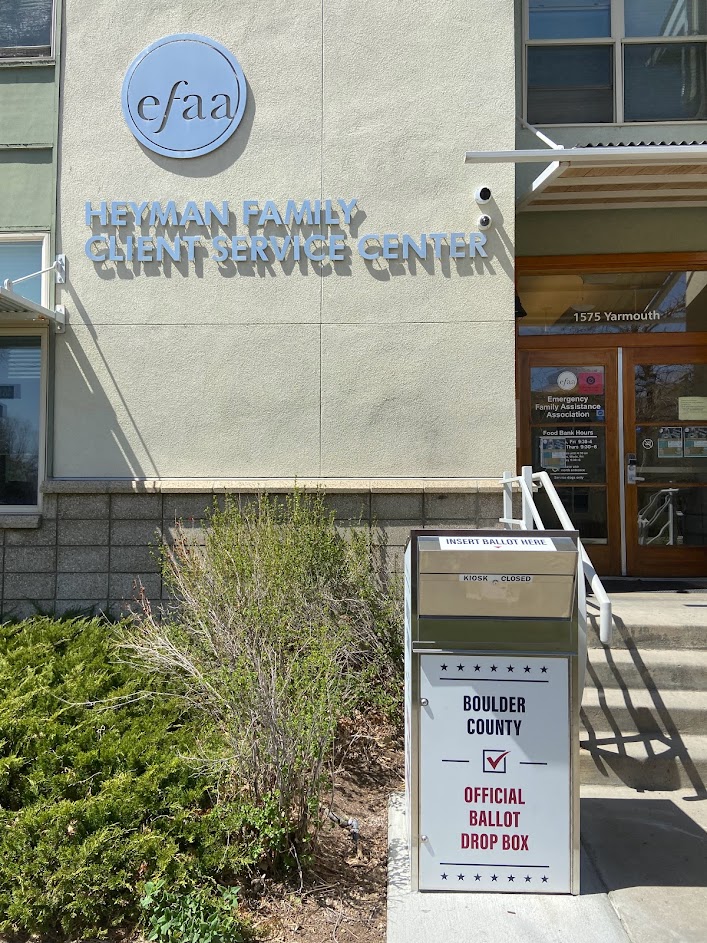 efaa
HEYMAN FAMILY
CLIENT SERVICE CENTER
1575 Yarmouth
efaa
Emergency
Family Assistance
Association
Food Bank Hours
INSERT BALLOT HERE
KIOSK CLOSED
BOULDER
COUNTY
OFFICIAL
BALLOT
DROP BOX